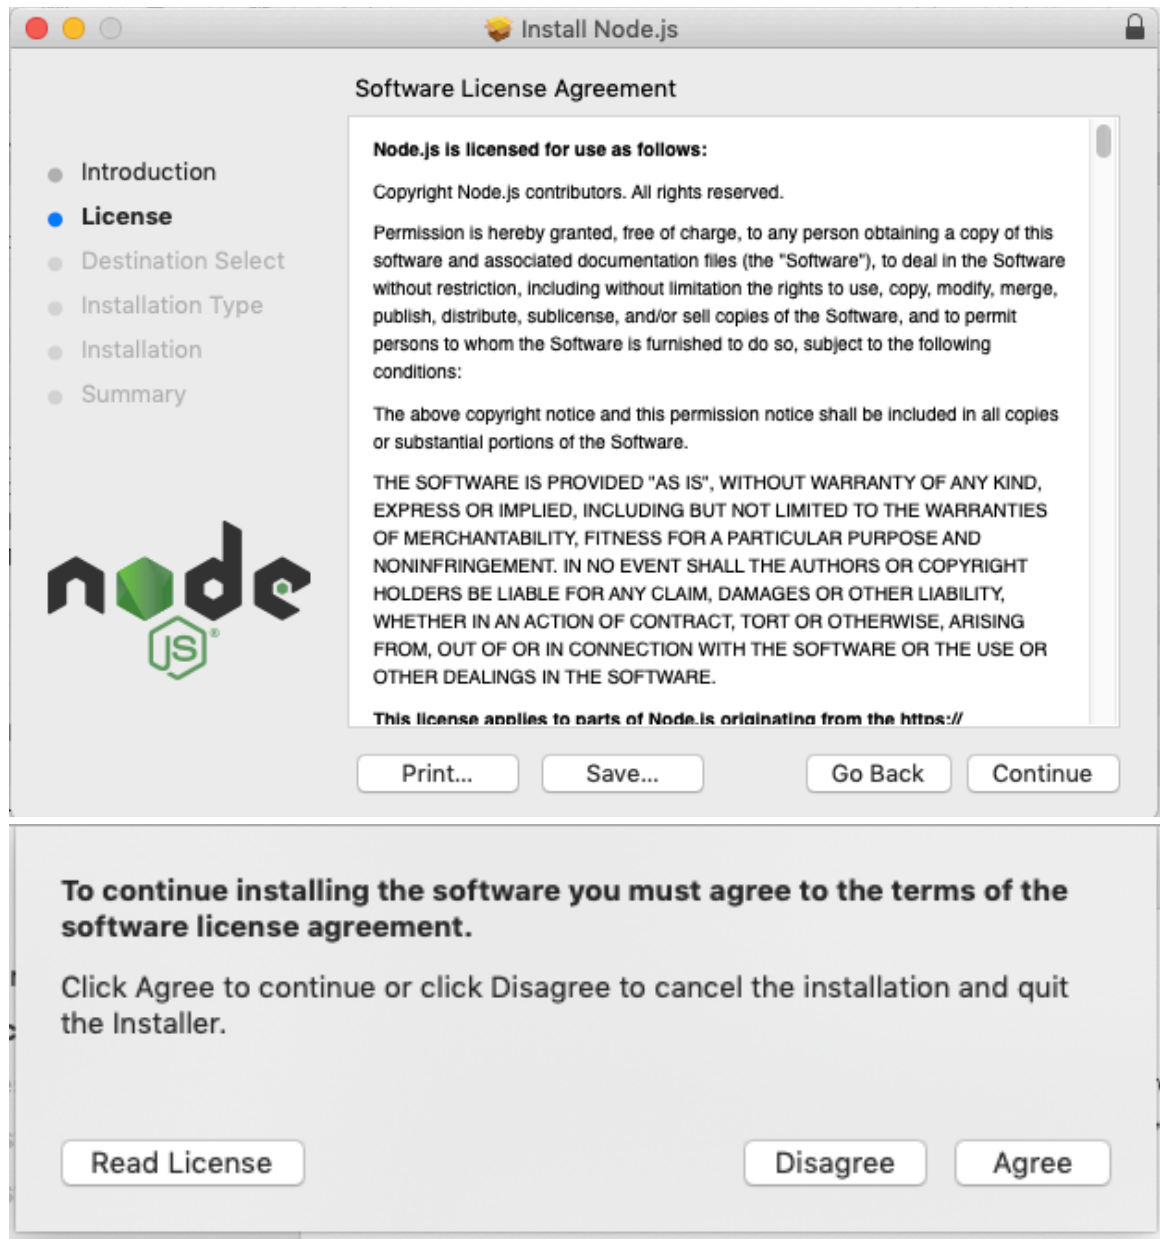 Install Node.js
Software License Agreement
Introduction
License
Destination Select
Installation Type
Installation
Summary
node
JS®
Node.js is licensed for use as follows:
Copyright Node.js contributors. All rights reserved.
Permission is hereby granted, free of charge, to any person obtaining a copy of this
software and associated documentation files (the "Software"), to deal in the Software
without restriction, including without limitation the rights to use, copy, modify, merge,
publish, distribute, sublicense, and/or sell copies of the Software, and to permit
persons to whom the Software is furnished to do so, subject to the following
conditions:
The above copyright notice and this permission notice shall be included in all copies
or substantial portions of the Software.
THE SOFTWARE IS PROVIDED "AS IS", WITHOUT WARRANTY OF ANY KIND,
EXPRESS OR IMPLIED, INCLUDING BUT NOT LIMITED TO THE WARRANTIES
OF MERCHANTABILITY, FITNESS FOR A PARTICULAR PURPOSE AND
NONINFRINGEMENT. IN NO EVENT SHALL THE AUTHORS OR COPYRIGHT
HOLDERS BE LIABLE FOR ANY CLAIM, DAMAGES OR OTHER LIABILITY,
WHETHER IN AN ACTION OF CONTRACT, TORT OR OTHERWISE, ARISING
FROM, OUT OF OR IN CONNECTION WITH THE SOFTWARE OR THE USE OR
OTHER DEALINGS IN THE SOFTWARE.
This license applies to parts of Node.js originating from the https://
Print...
Save...
Go Back
Continue
To continue installing the software you must agree to the terms of the
software license agreement.
Click Agree to continue or click Disagree to cancel the installation and quit
the Installer.
Read License
Disagree
Agree